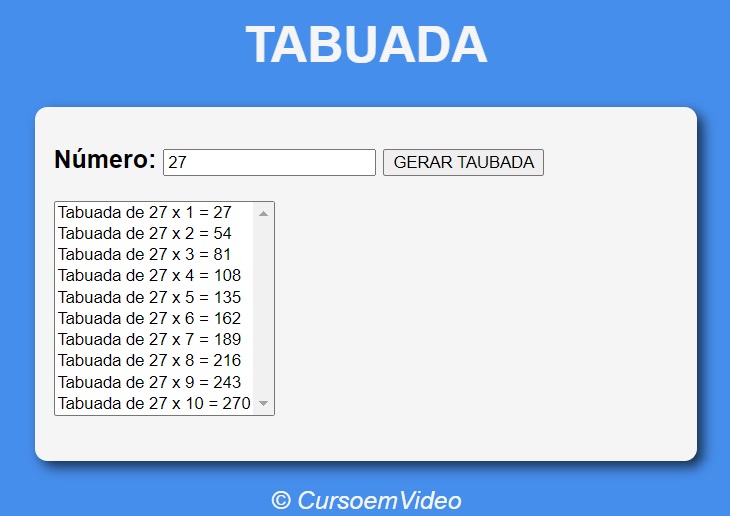 TABUADA
Número: 27 GERAR TAUBADA
Tabuada de 27 x 1 = 27
Tabuada de 27 x 2 = 54
Tabuada de 27 x 3 = 81
Tabuada de 27 x 4 = 108
Tabuada de 27 x 5 = 135
Tabuada de 27 x 6 = 162
Tabuada de 27 x 7 = 189
Tabuada de 27 x 8 = 216
Tabuada de 27 x 9 = 243
Tabuada de 27 x 10 = 270
© CursoemVideo